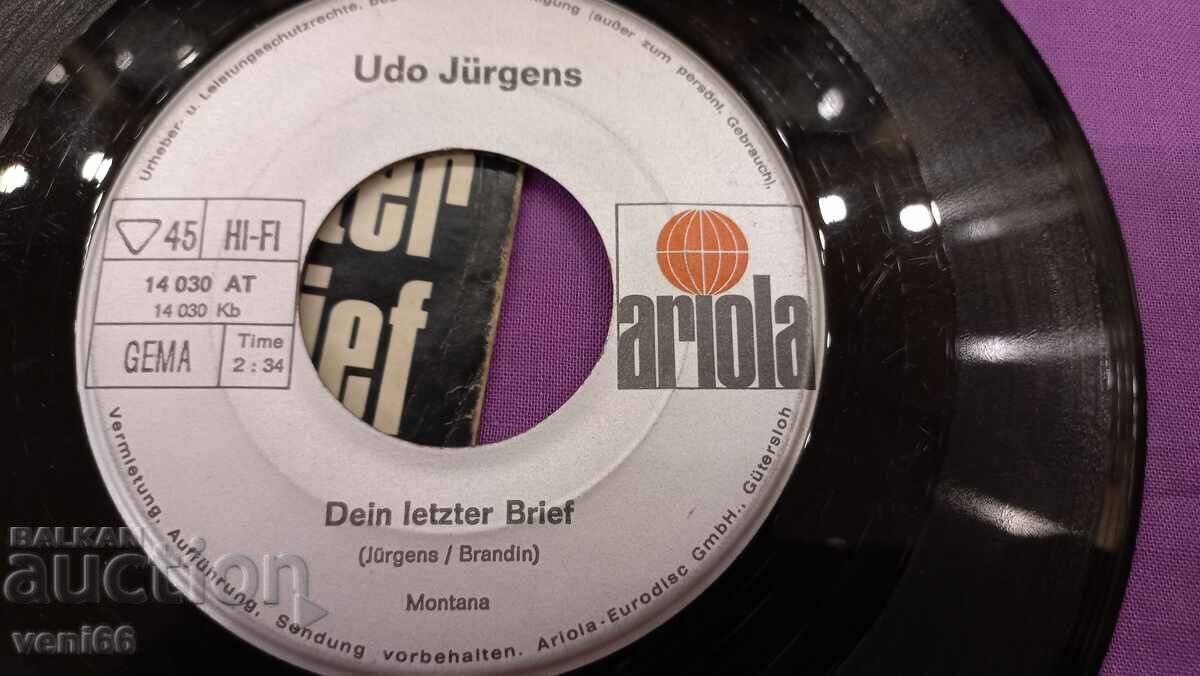 Urheber- u. Leistungsschutzrechte,
(außer zum persönl. Gebrauch),
Udo Jürgens
45 HI-FI
14 030 AT
14 030 Kb
GEMA
Time
2 : 34
ter
ief
ariola
Dein letzter Brief
(Jürgens / Brandin)
Montana
Vermietung, Aufführung, Sendung vorbehalten. Ariola-Eurodisc GmbH., Gütersloh
BALKAN
auction
veni66